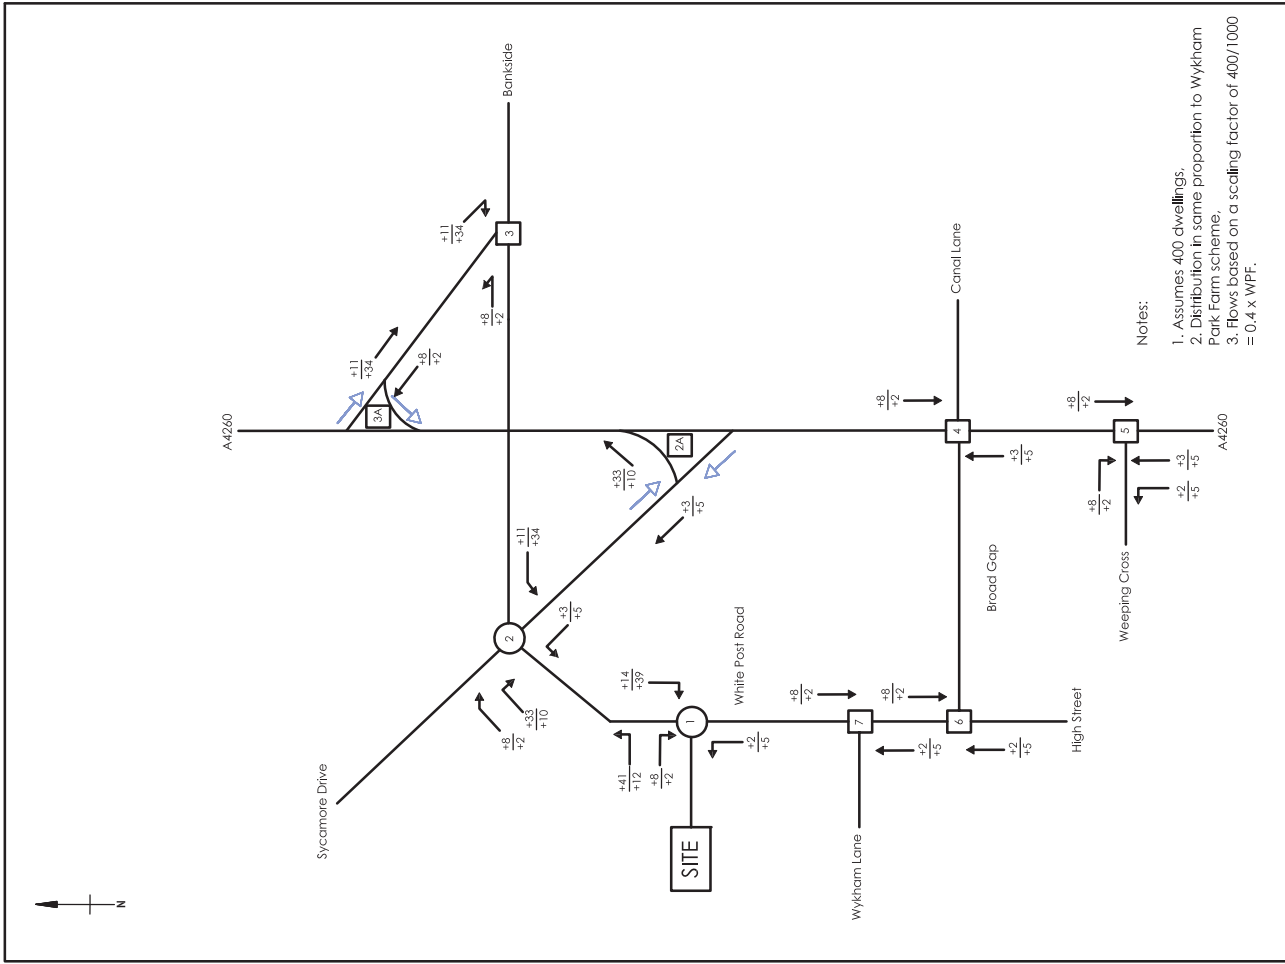 Bankside
+11
+34
+8
+2
+11
+34
+8
+2
3
3A
A4260
+33
+10
2A
+3
+5
+11
+34
2
+3
+5
+8
+2
+33
+10
Sycamore Drive
N
+14
+39
White Post Road
1
+41
+12
+8
+2
+2
+5
SITE
Canal Lane
+8
+2
4
+3
+5
Broad Gap
+8
+2
5
A4260
+8
+2
+3
+5
+2
+5
Weeping Cross
+8
+2
+8
+2
7
6
High Street
+2
+5
+2
+5
Wykham Lane
Notes:
1. Assumes 400 dwellings,
2. Distribution in same proportion to Wykham
Park Farm scheme,
3. Flows based on a scaling factor of 400/1000
= 0.4 x WPF.